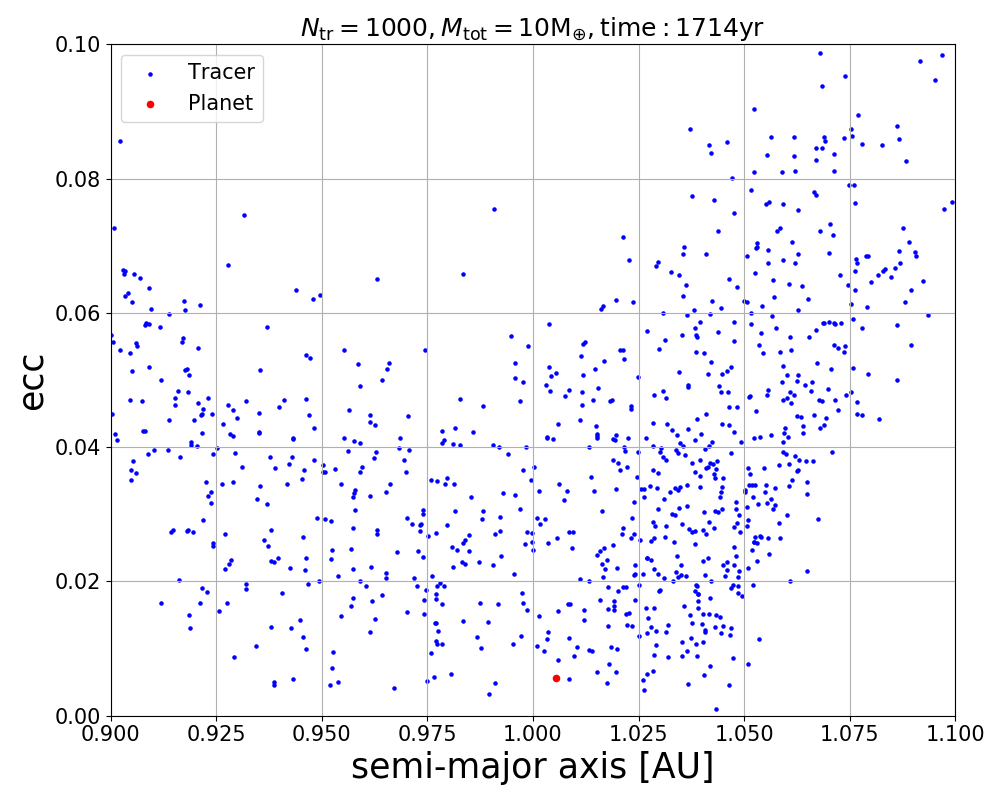 N_tr = 1000, M_tot = 10M_⊕, time : 1714yr
0.10
Tracer
Planet
0.08
0.06
ecc
0.04
0.02
0.00
0.900 0.925 0.950 0.975 1.000 1.025 1.050 1.075 1.100
semi-major axis [AU]